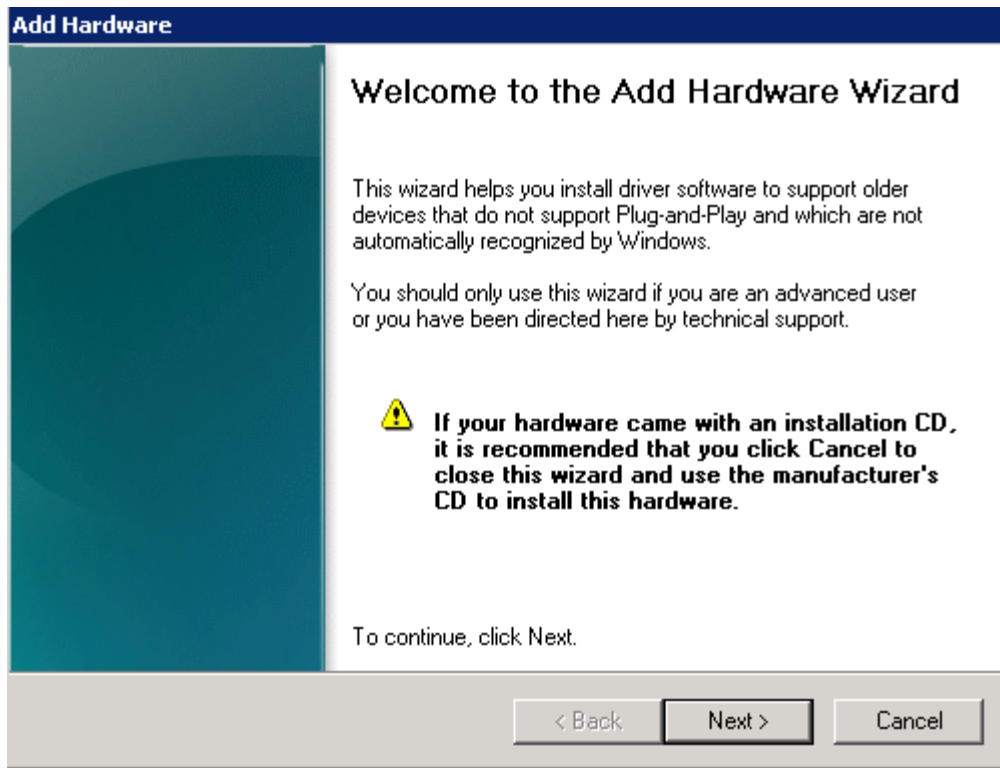 Add Hardware
Welcome to the Add Hardware Wizard
This wizard helps you install driver software to support older
devices that do not support Plug-and-Play and which are not
automatically recognized by Windows.
You should only use this wizard if you are an advanced user
or you have been directed here by technical support.
If your hardware came with an installation CD,
it is recommended that you click Cancel to
close this wizard and use the manufacturer's
CD to install this hardware.
To continue, click Next.
< Back
Next >
Cancel